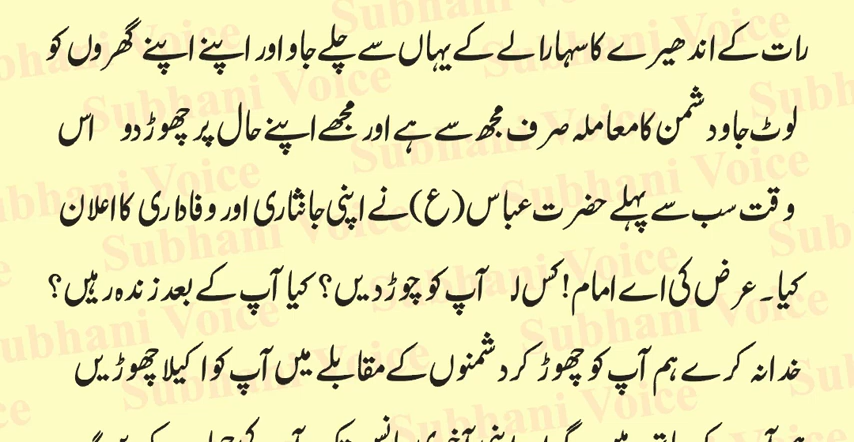 رات کے اندھیرے کا سہارا لے کے یہاں سے چلے جاو اور اپنے اپنے گھروں کو
لوٹ جاو دشمن کا معاملہ صرف مجھ سے ہے اور مجھے اپنے حال پر چھوڑ دو اس
وقت سب سے پہلے حضرت عباس (ع) نے اپنی جانثاری اور وفاداری کا اعلان
کیا۔ عرض کی اے امام! کس لـ آپ کو چوڑ دیں؟ کیا آپ کے بعد زندہ رہیں؟
خدا نہ کرے ہم آپ کو چھوڑ کر دشمنوں کے مقابلے میں آپ کو اکیلا چھوڑیں
Subhani Voice